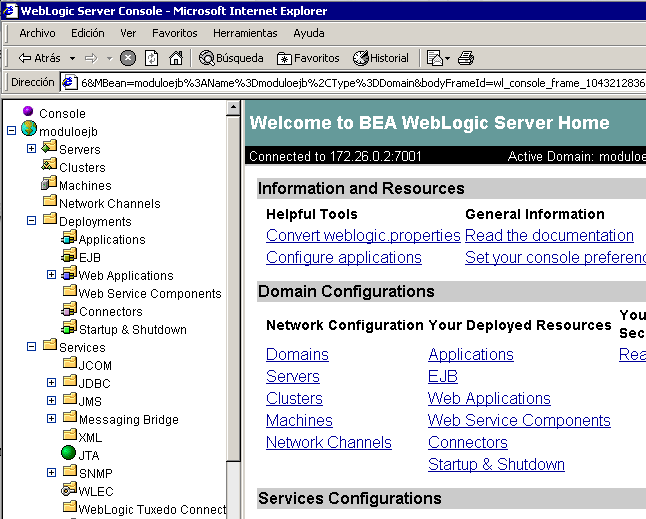 WebLogic Server Console - Microsoft Internet Explorer
Archivo Edición Ver Favoritos Herramientas Ayuda
Atrás Búsqueda Favoritos Historial
Dirección 6&MBean=moduloejb%3AName%3Dmoduloejb%2CType%3DDomain&bodyFrameId=wl_console_frame_1043212836
Console
moduloejb
Servers
Clusters
Machines
Network Channels
Deployments
Applications
EJB
Web Applications
Web Service Components
Connectors
Startup & Shutdown
Services
JCOM
JDBC
JMS
Messaging Bridge
XML
JTA
SNMP
WLEC
WebLogic Tuxedo Connect
Welcome to BEA WebLogic Server Home
Connected to 172.26.0.2:7001 Active Domain: moduloe
Information and Resources
Helpful Tools General Information
Convert weblogic.properties Read the documentation
Configure applications Set your console preferenc
Domain Configurations
Network Configuration Your Deployed Resources You
Sec
Domains Applications Rea
Servers EJB
Clusters Web Applications
Machines Web Service Components
Network Channels Connectors
Startup & Shutdown
Services Configurations